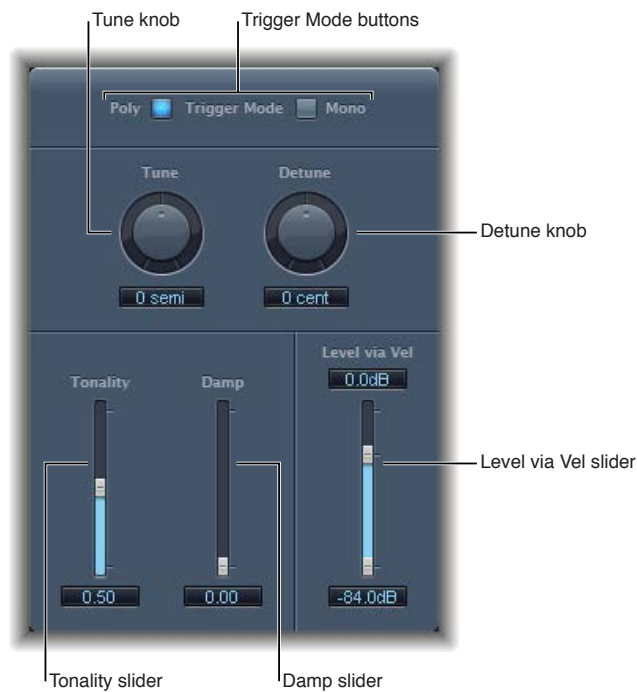 Tune knob
Trigger Mode buttons
Poly Trigger Mode Mono
Tune
Detune
Detune knob
0 semi
0 cent
Level via Vel
Tonality
Damp
0.0dB
Level via Vel slider
0.50
0.00
-84.0dB
Tonality slider
Damp slider